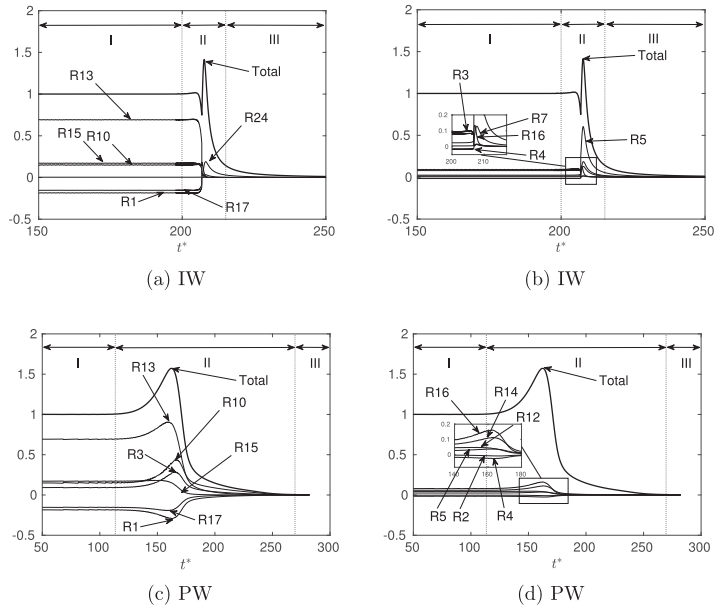 2
I
II
III
1.5
Total
R13
1
0.5
R15
R10
R24
0
R1
R17
-0.5
150
200
250
t*
(a) IW
2
I
II
III
1.5
Total
1
R3
0.2
0.1
0
200
210
R7
R16
R4
0.5
R5
0
-0.5
150
200
250
t*
(b) IW
2
I
II
III
1.5
R13
Total
R10
1
R3
R15
0.5
0
R1
R17
-0.5
50
100
150
200
250
300
t*
(c) PW
2
I
II
III
1.5
R16
R14
Total
R12
1
0.2
0.1
0
140
160
180
0.5
R5
R2
R4
0
-0.5
50
100
150
200
250
300
t*
(d) PW